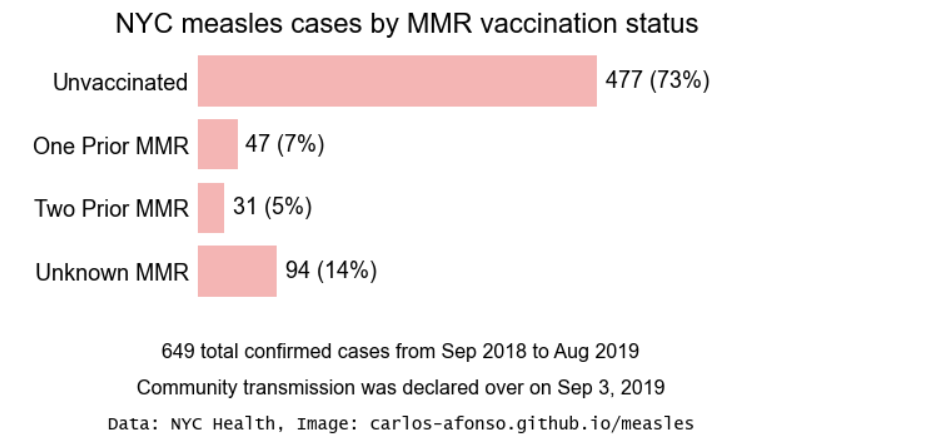 NYC measles cases by MMR vaccination status
Unvaccinated 477 (73%)
One Prior MMR 47 (7%)
Two Prior MMR 31 (5%)
Unknown MMR 94 (14%)
649 total confirmed cases from Sep 2018 to Aug 2019
Community transmission was declared over on Sep 3, 2019
Data: NYC Health, Image: carlos-afonso.github.io/measles